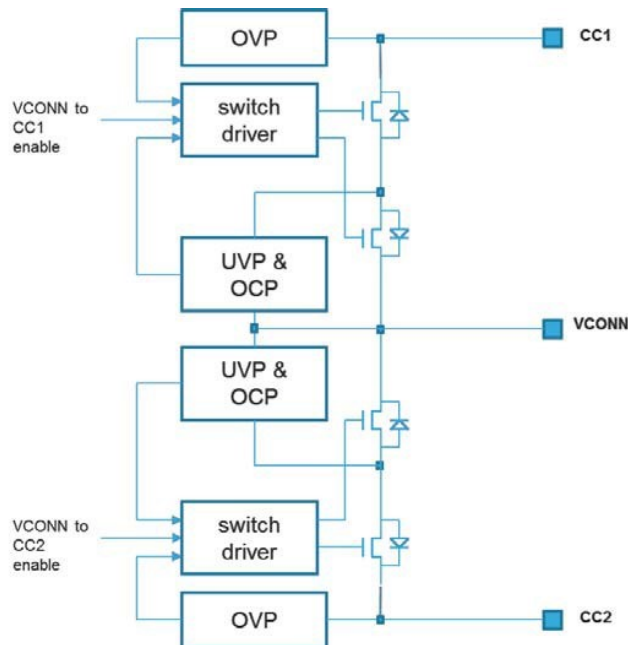 OVP
CC1
VCONN to
CC1
enable
switch
driver
UVP &
OCP
VCONN
UVP &
OCP
VCONN to
CC2
enable
switch
driver
OVP
CC2